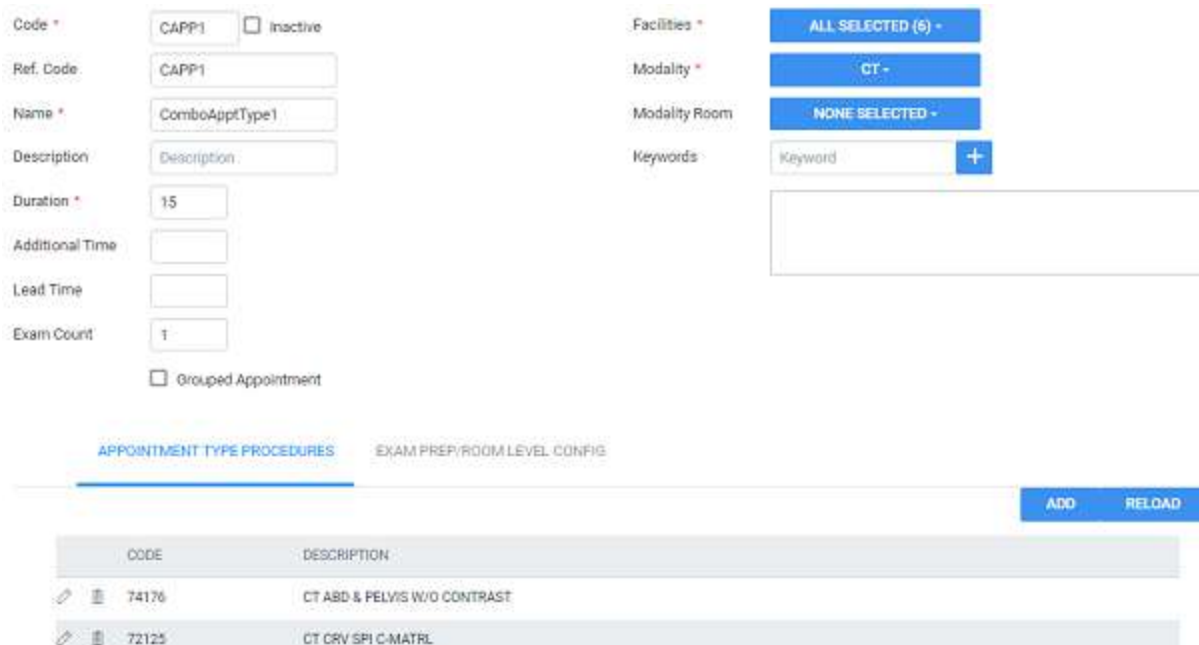 Code * CAPP1 Inactive
Ref. Code CAPP1
Name * ComboApptType1
Description Description
Duration * 15
Additional Time
Lead Time
Exam Count 1
Grouped Appointment
Facilities * ALL SELECTED (6)
Modality * CT
Modality Room NONE SELECTED
Keywords Keyword +
APPOINTMENT TYPE PROCEDURES EXAM PREP/ROOM LEVEL CONFIG
ADD RELOAD
CODE DESCRIPTION
74176 CT ABD & PELVIS W/O CONTRAST
72125 CT CRV SPI C-MATRL